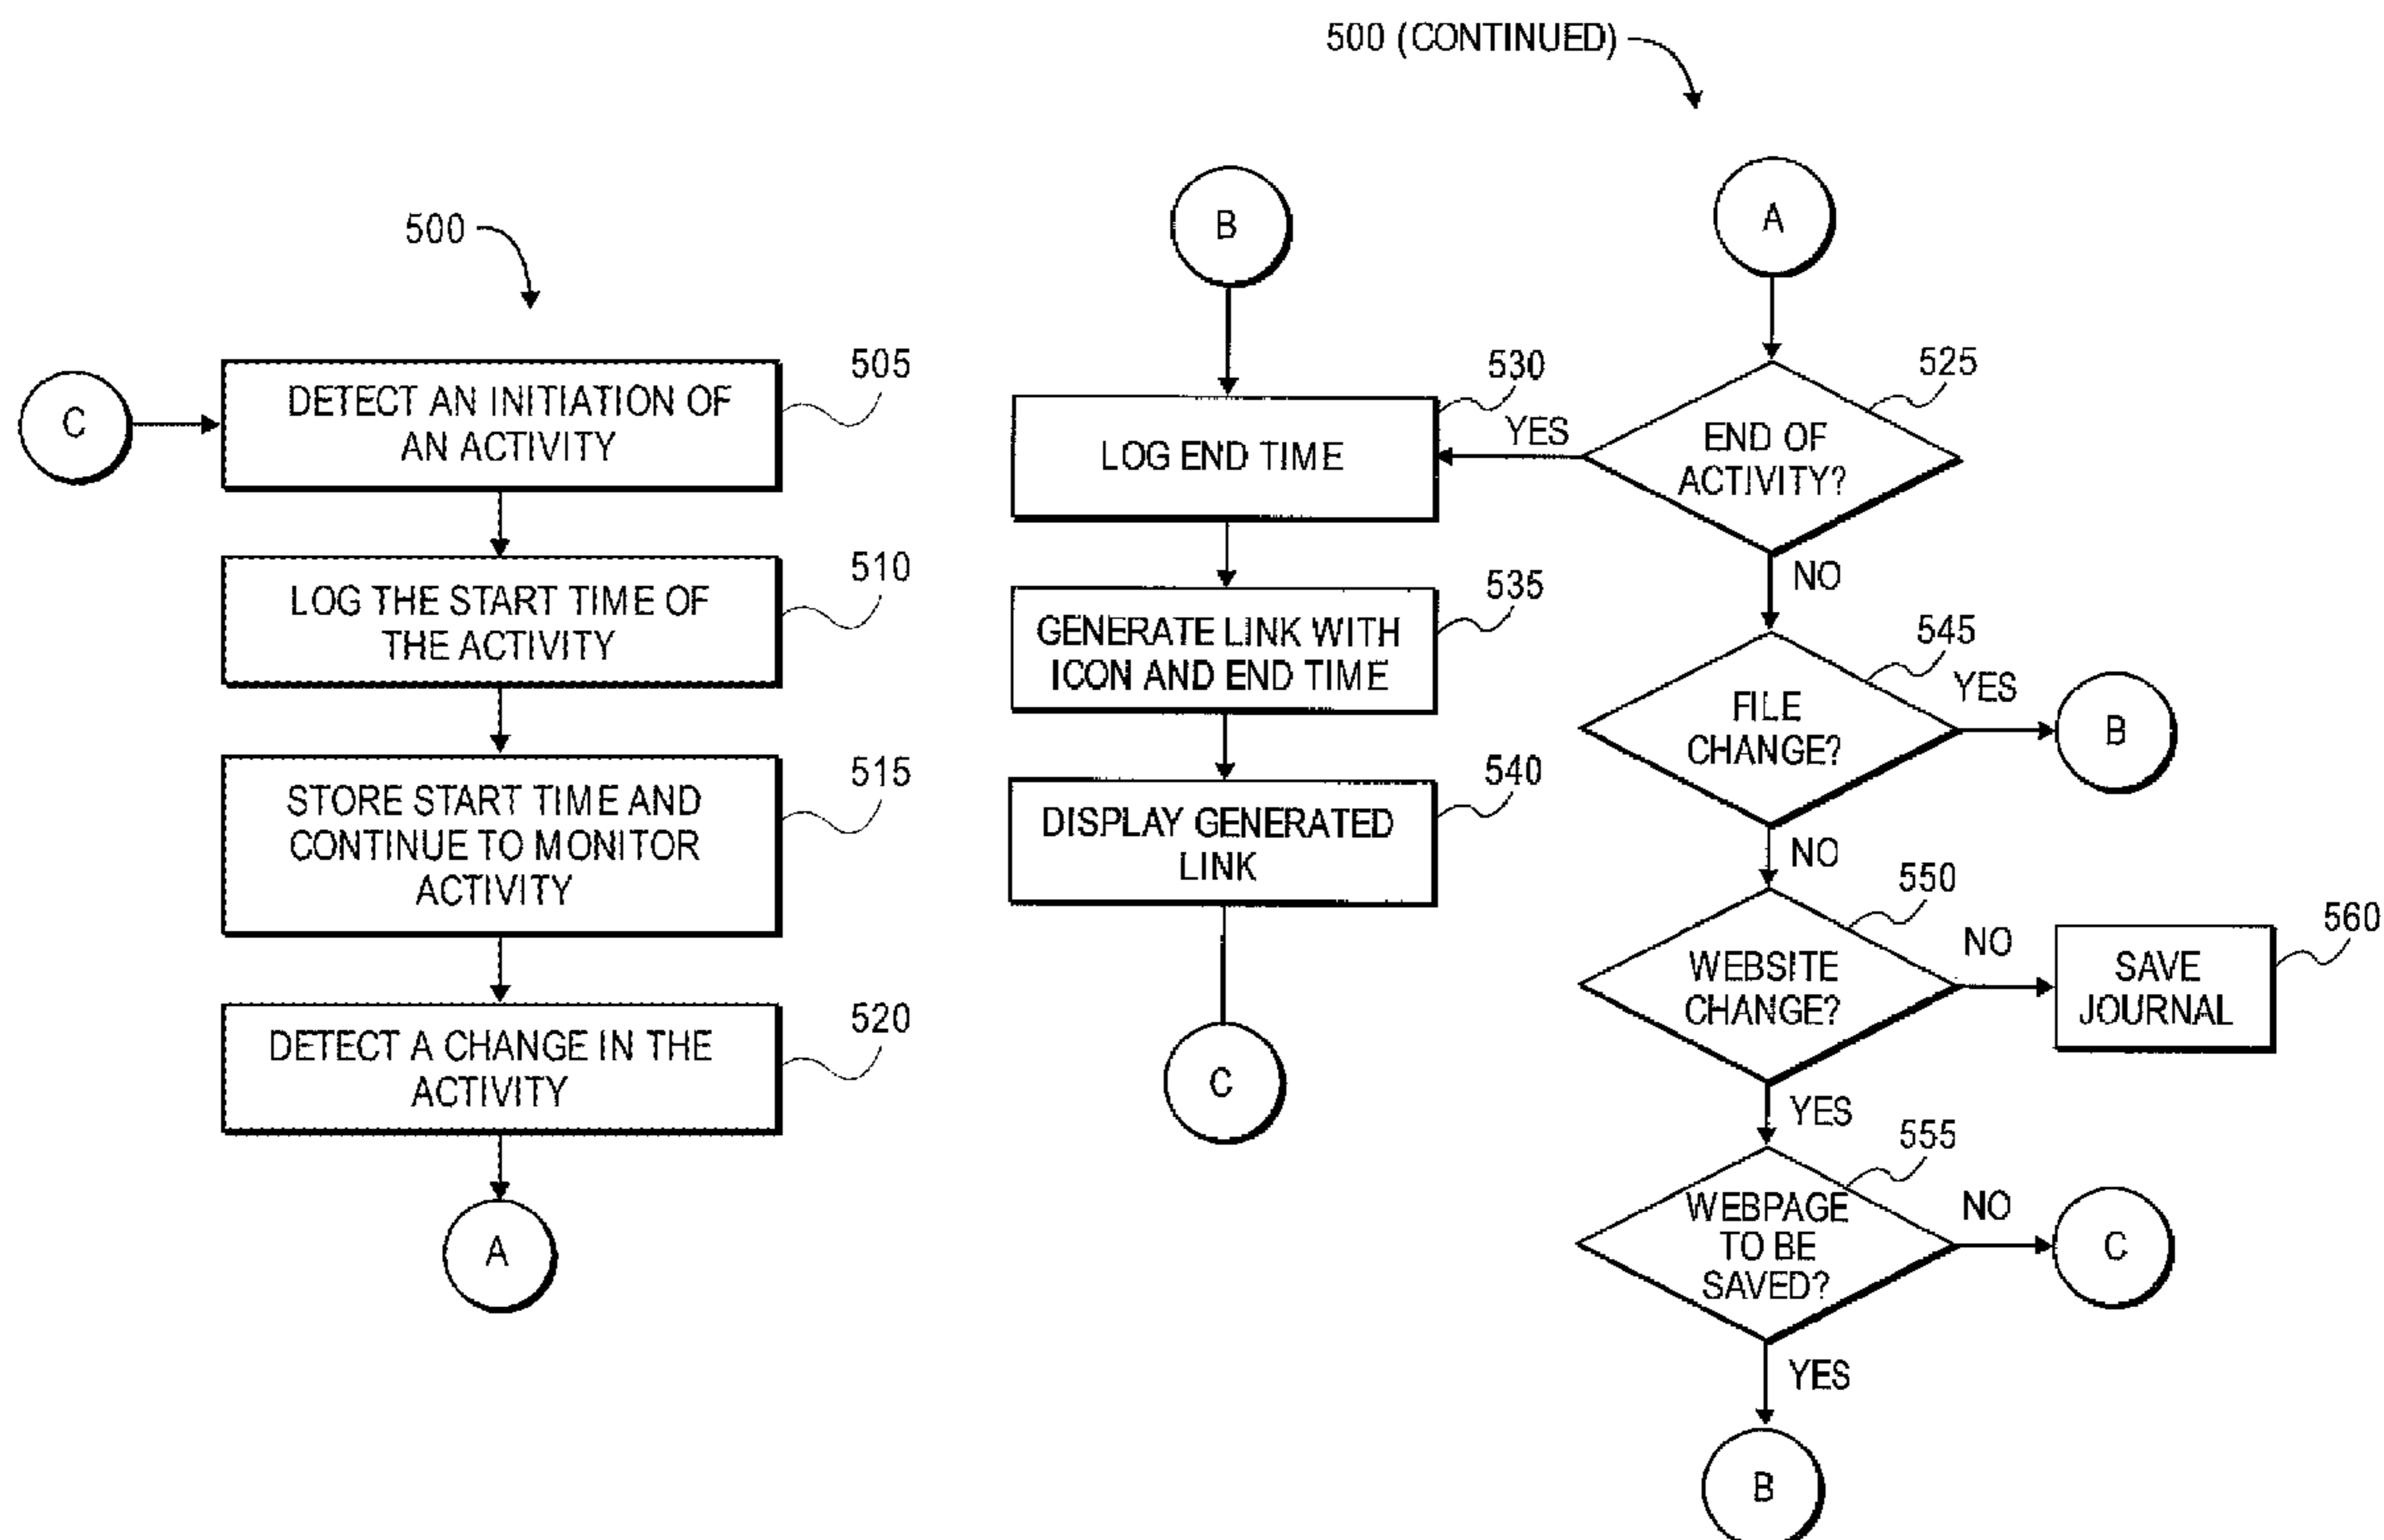 500 (CONTINUED)
500
C
DETECT AN INITIATION OF
AN ACTIVITY
505
LOG THE START TIME OF
THE ACTIVITY
510
STORE START TIME AND
CONTINUE TO MONITOR
ACTIVITY
515
DETECT A CHANGE IN THE
ACTIVITY
520
A
B
LOG END TIME
530
GENERATE LINK WITH
ICON AND END TIME
535
DISPLAY GENERATED
LINK
540
C
A
END OF
ACTIVITY?
525
YES
NO
FILE
CHANGE?
545
YES
B
NO
WEBSITE
CHANGE?
550
NO
SAVE
JOURNAL
560
YES
WEBPAGE
TO BE
SAVED?
555
NO
C
YES
B